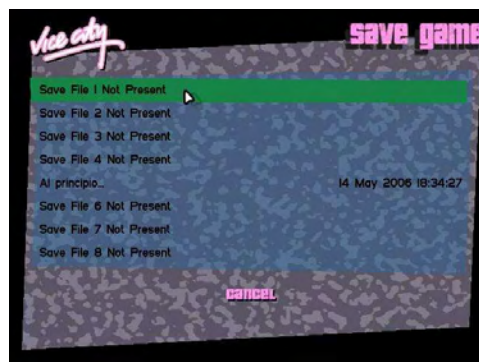 vice city
save game
Save File 1 Not Present
Save File 2 Not Present
Save File 3 Not Present
Save File 4 Not Present
Al principio... 14 May 2006 18:34:27
Save File 6 Not Present
Save File 7 Not Present
Save File 8 Not Present
cancel